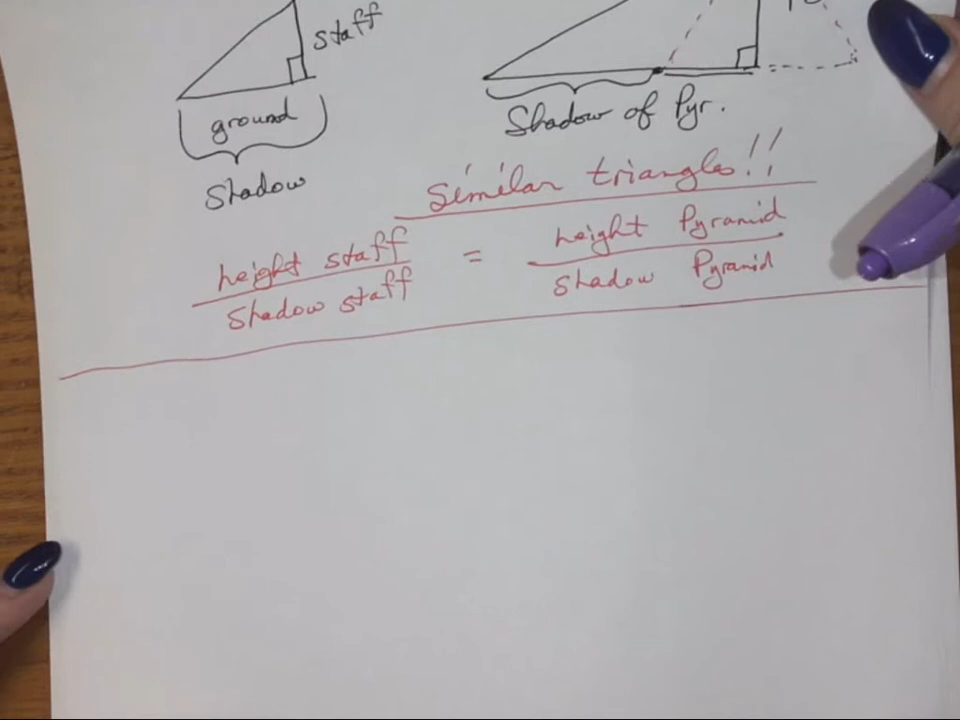 staff
ground
Shadow
Shadow of Pyr.
Similar triangles!!
height staff
Shadow staff
=
height Pyramid
Shadow Pyramid